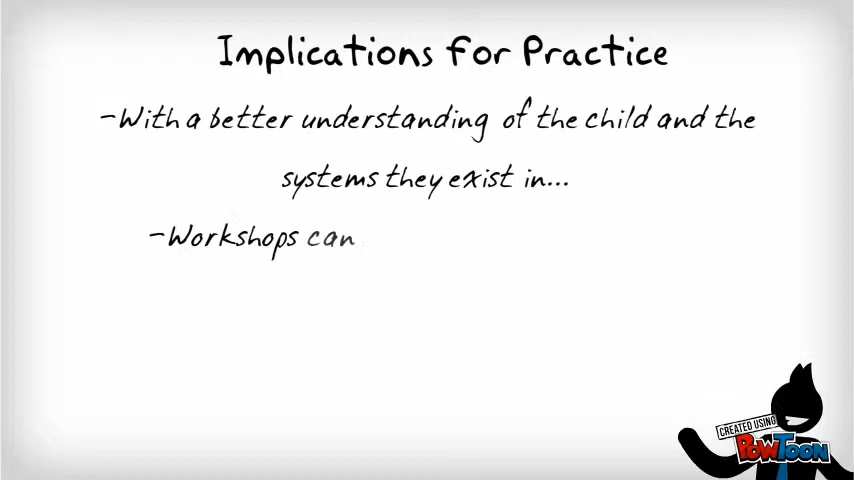 Implications for Practice
-With a better understanding of the child and the
systems they exist in...
-Workshops can
CREATED USING
POWTOON